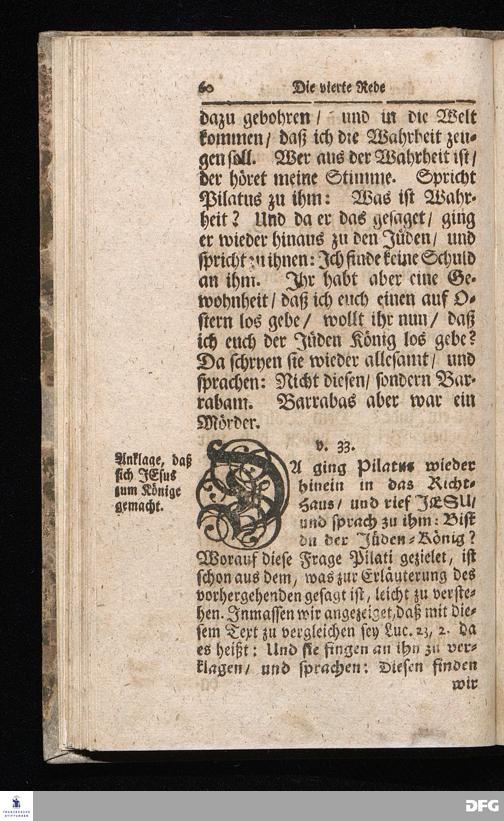 60 Die vierte Rede
dazu gebohren / und in die Welt
kommen / daß ich die Wahrheit zeu-
gen soll. Wer aus der Wahrheit ist /
der höret meine Stimme. Spricht
Pilatus zu ihm: Was ist Wahr-
heit? Und da er das gesaget / ging
er wieder hinaus zu den Jüden / und
spricht zu ihnen: Ich finde keine Schuld
an ihm. Ihr habt aber eine Ge-
wohnheit / daß ich euch einen auf O-
stern los gebe / wollt ihr nun / daß
ich euch der Jüden König los gebe?
Da schryen sie wieder allesamt / und
sprachen: Nicht diesen / sondern Bar-
rabam. Barrabas aber war ein
Mörder.
v. 33.
Anklage, daß
sich JEsus
zum Könige
gemacht.
DA ging Pilatus wieder
hinein in das Richt-
Haus / und rief JESU /
und sprach zu ihm: Bist
du der Jüden-König?
Worauf diese Frage Pilati gezielet, ist
schon aus dem, was zur Erläuterung des
vorhergehenden gesagt ist, leicht zu verste-
hen. Inmassen wir angezeiget, daß mit die-
sem Text zu vergleichen sey Luc. 23, 2. da
es heißt: Und sie fingen an ihn zu ver-
klagen / und sprachen: Diesen finden
wir
FRANCKESCHE
STIFTUNGEN
DFG